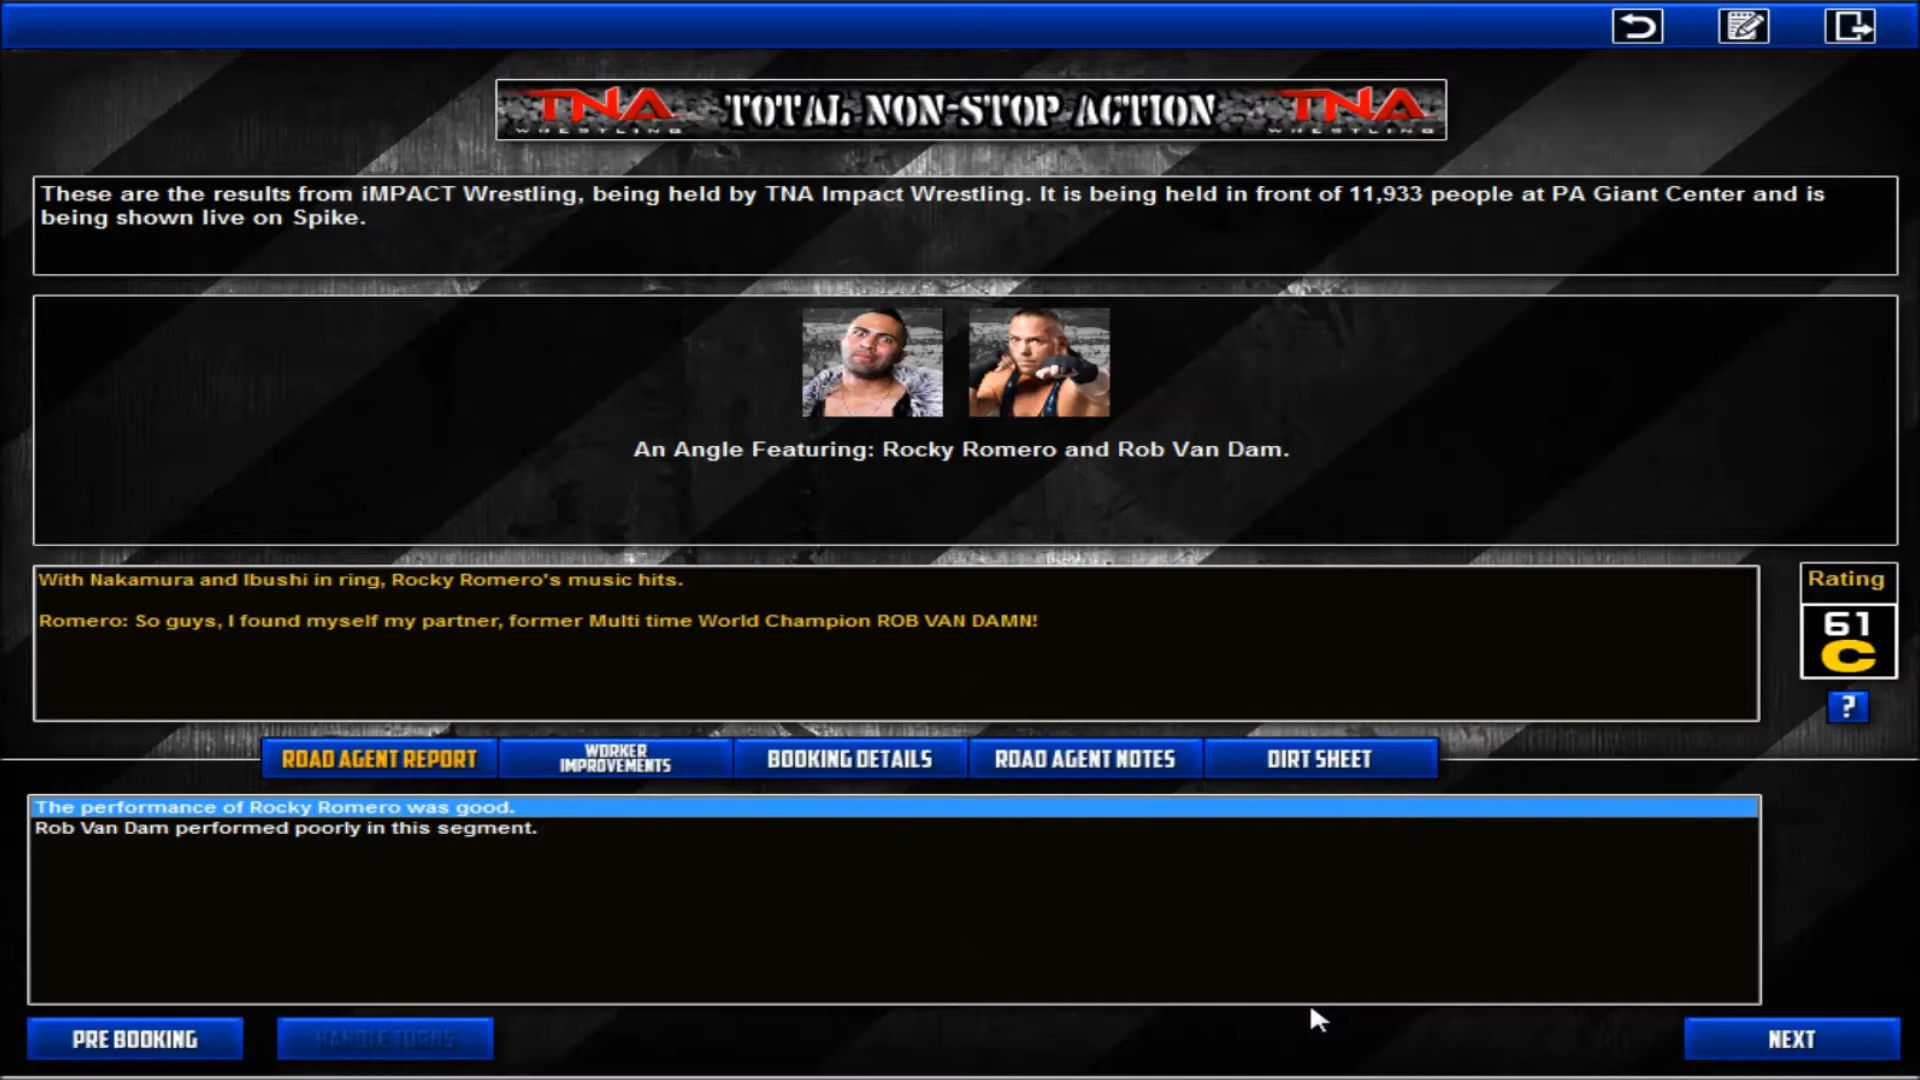 TNA WRESTLING TOTAL NON-STOP ACTION TNA WRESTLING
These are the results from iMPACT Wrestling, being held by TNA Impact Wrestling. It is being held in front of 11,933 people at PA Giant Center and is
being shown live on Spike.
An Angle Featuring: Rocky Romero and Rob Van Dam.
With Nakamura and Ibushi in ring, Rocky Romero's music hits.
Romero: So guys, I found myself my partner, former Multi time World Champion ROB VAN DAMN!
Rating
61
C
?
ROAD AGENT REPORT
WORKER
IMPROVEMENTS
BOOKING DETAILS
ROAD AGENT NOTES
DIRT SHEET
The performance of Rocky Romero was good.
Rob Van Dam performed poorly in this segment.
PRE BOOKING
HANDLE TURNS
NEXT